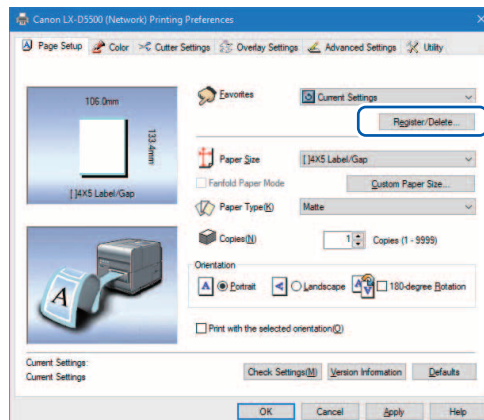 Canon LX-D5500 (Network) Printing Preferences
Page Setup Color Cutter Settings Overlay Settings Advanced Settings Utility
106.0mm
133.4mm
[ ]4X5 Label/Gap
Favorites Current Settings
Register/Delete...
Paper Size [ ]4X5 Label/Gap
Fanfold Paper Mode Custom Paper Size...
Paper Type(K) Matte
Copies(N) 1 Copies (1 - 9999)
Orientation
A Portrait A Landscape A 180-degree Rotation
Print with the selected orientation(O)
A
Current Settings:
Current Settings
Check Settings(M) Version Information Defaults
OK Cancel Apply Help